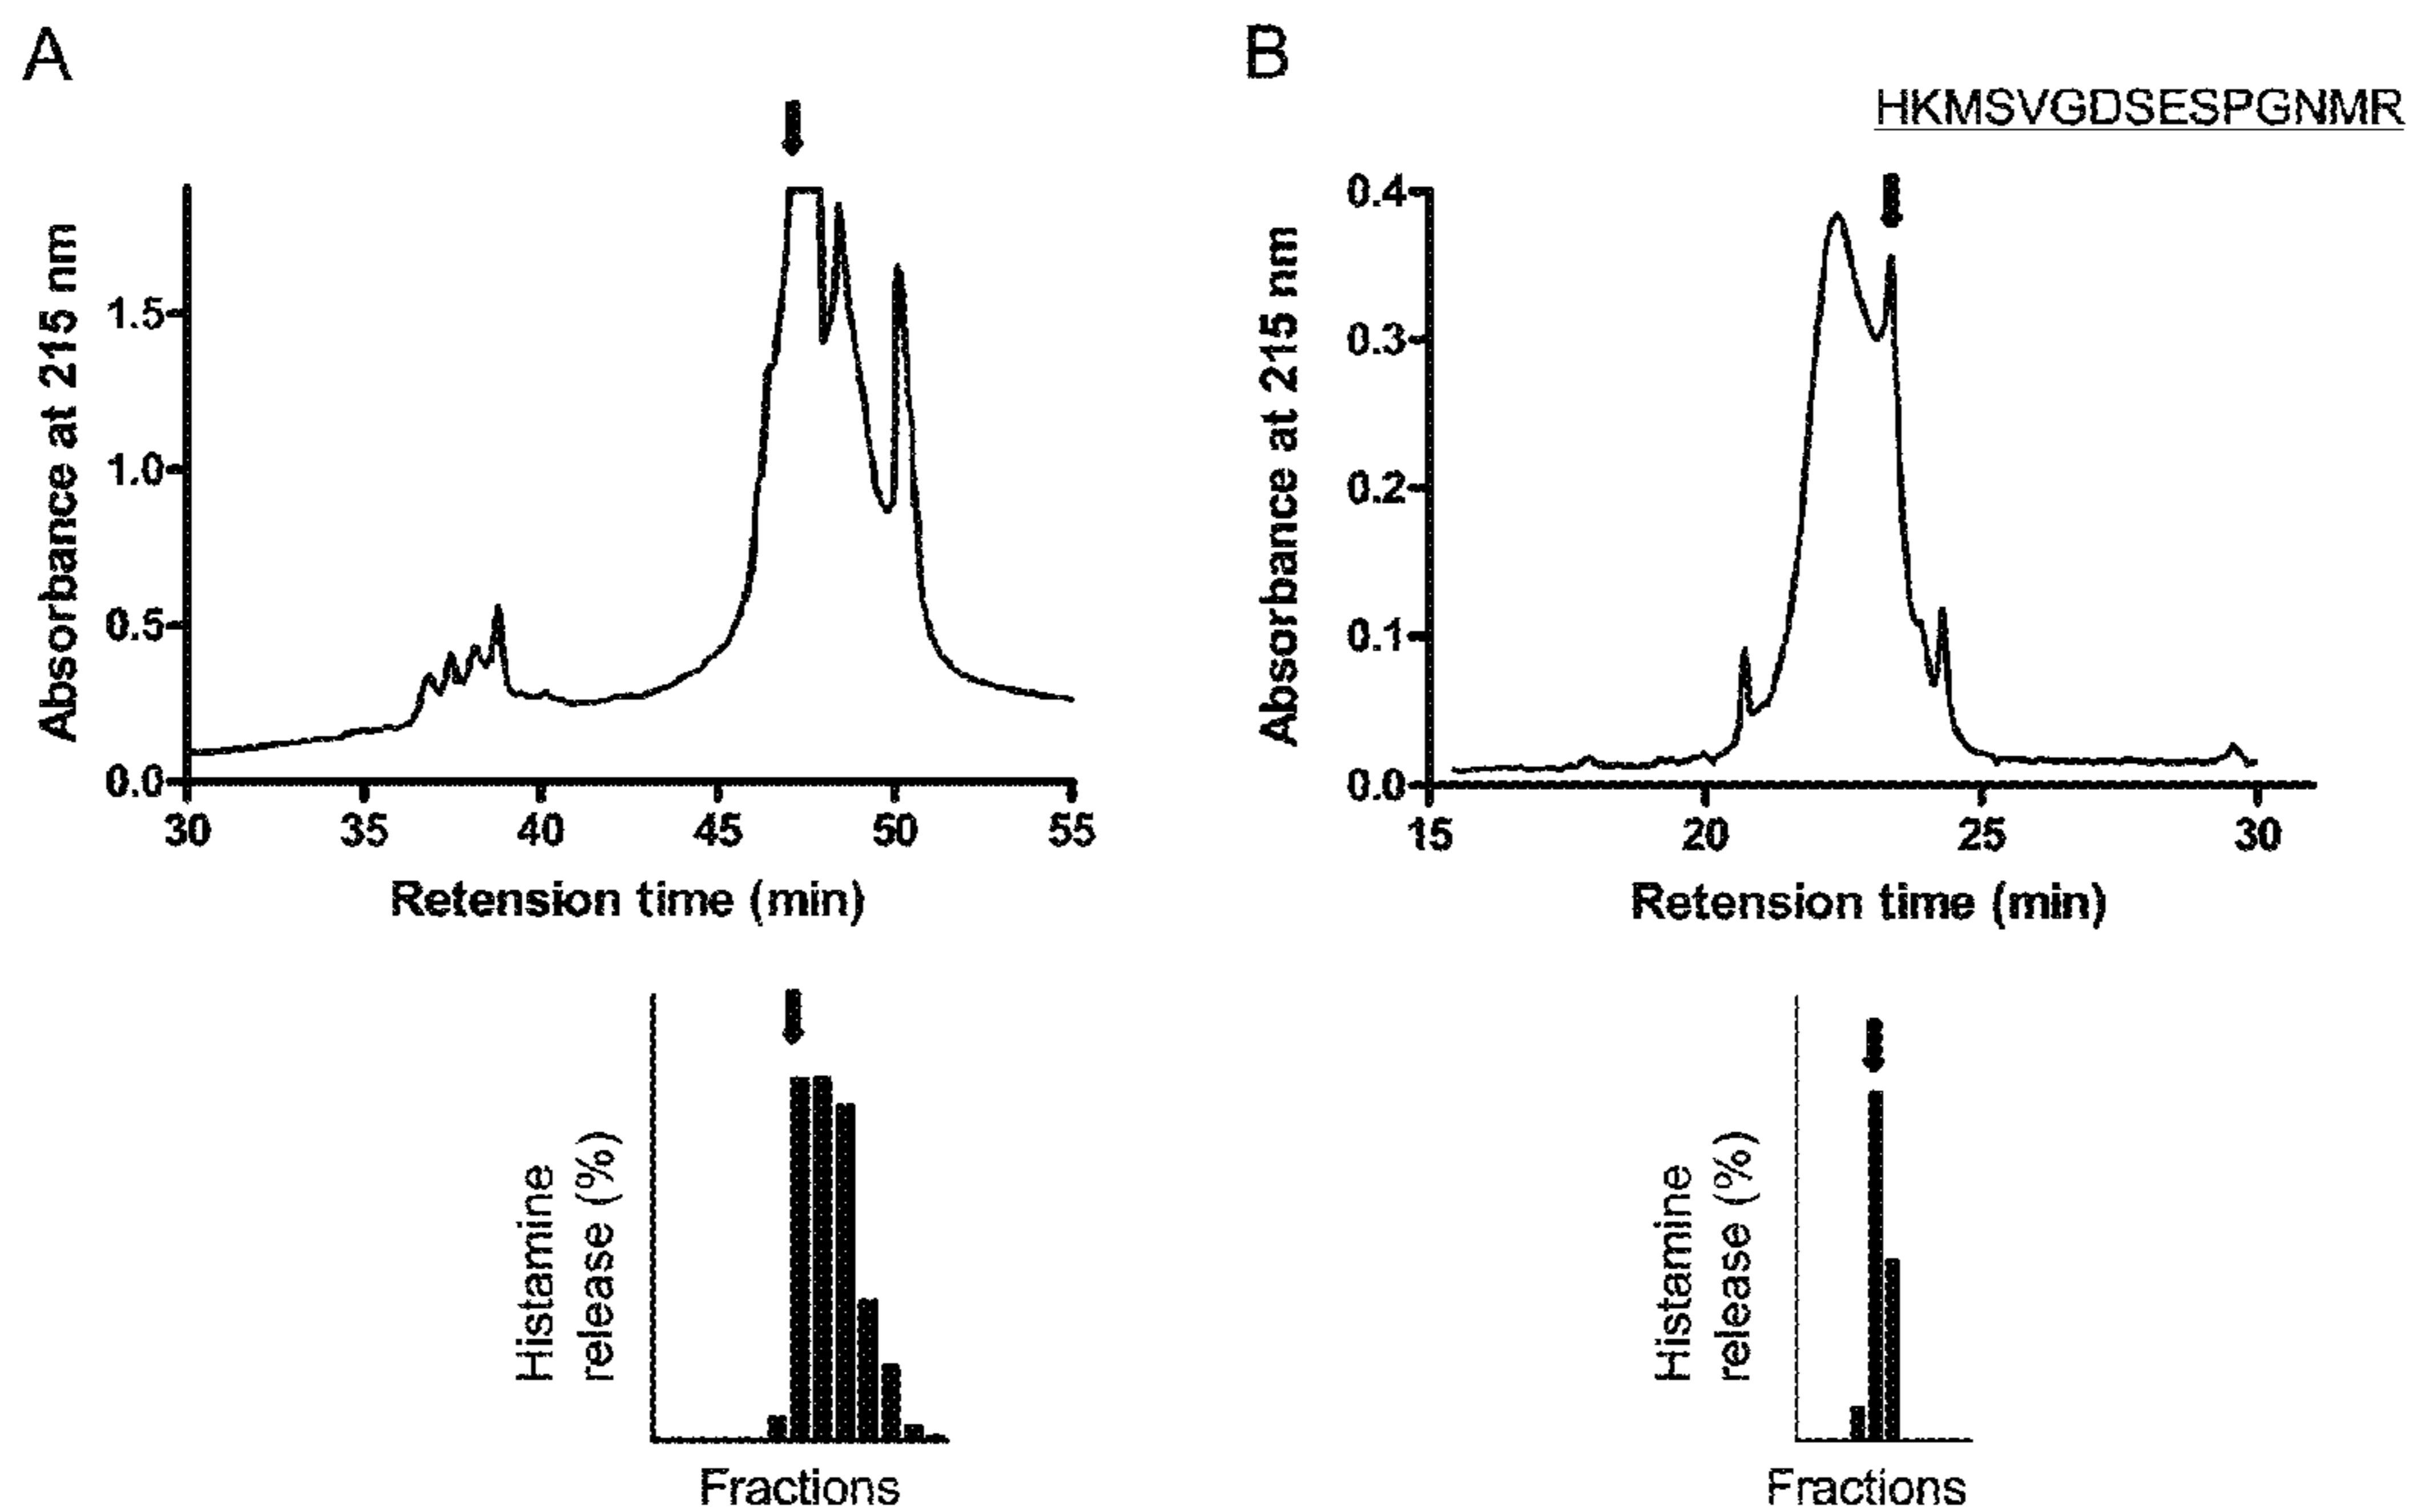 A
B
HKMSVGDSESPGNMR
Absorbance at 215 nm
1.5
1.0
0.5
0.0
30 35 40 45 50 55
Retension time (min)
Absorbance at 215 nm
0.4
0.3
0.2
0.1
0.0
15 20 25 30
Retension time (min)
Histamine
release (%)
Fractions
Histamine
release (%)
Fractions